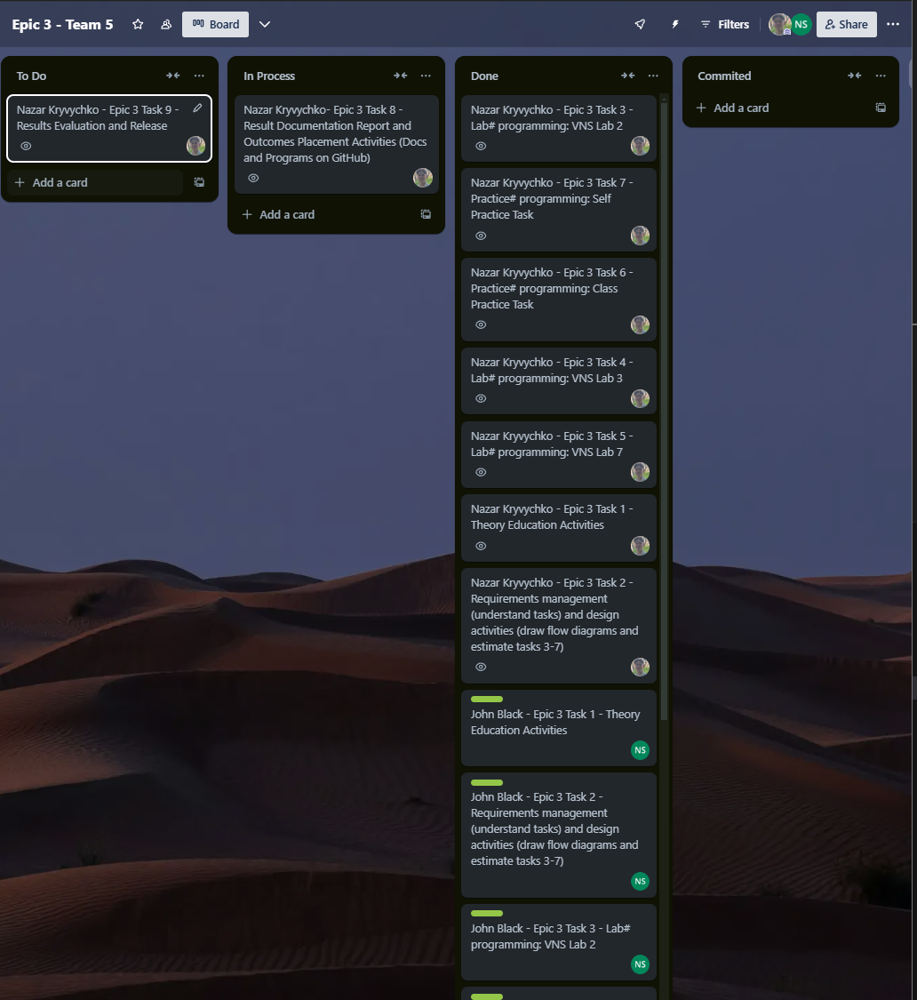 Epic 3 - Team 5
Board
Filters
NS
Share
To Do
Nazar Kryvychko - Epic 3 Task 9 -
Results Evaluation and Release
Add a card
In Process
Nazar Kryvychko- Epic 3 Task 8 -
Result Documentation Report and
Outcomes Placement Activities (Docs
and Programs on GitHub)
Add a card
Done
Nazar Kryvychko - Epic 3 Task 3 -
Lab# programming: VNS Lab 2
Nazar Kryvychko - Epic 3 Task 7 -
Practice# programming: Self
Practice Task
Nazar Kryvychko - Epic 3 Task 6 -
Practice# programming: Class
Practice Task
Nazar Kryvychko - Epic 3 Task 4 -
Lab# programming: VNS Lab 3
Nazar Kryvychko - Epic 3 Task 5 -
Lab# programming: VNS Lab 7
Nazar Kryvychko - Epic 3 Task 1 -
Theory Education Activities
Nazar Kryvychko - Epic 3 Task 2 -
Requirements management
(understand tasks) and design
activities (draw flow diagrams and
estimate tasks 3-7)
John Black - Epic 3 Task 1 - Theory
Education Activities
NS
John Black - Epic 3 Task 2 -
Requirements management
(understand tasks) and design
activities (draw flow diagrams and
estimate tasks 3-7)
NS
John Black - Epic 3 Task 3 - Lab#
programming: VNS Lab 2
NS
Commited
Add a card